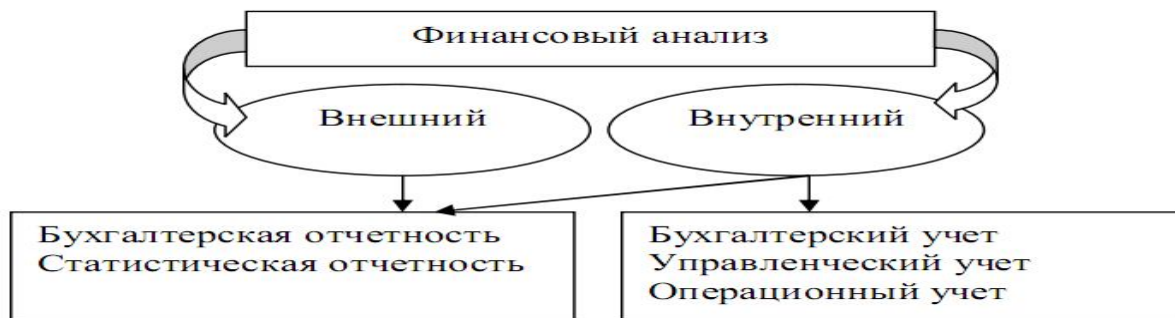 Финансовый анализ
Внешний
Внутренний
Бухгалтерская отчетность
Статистическая отчетность
Бухгалтерский учет
Управленческий учет
Операционный учет